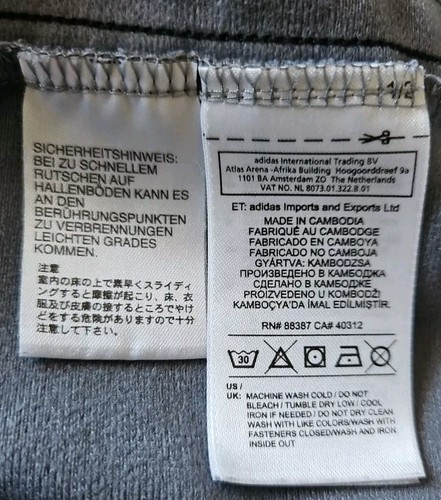 SICHERHEITSHINWEIS:
BEI ZU SCHNELLEM
RUTSCHEN AUF
HALLENBÖDEN KANN ES
AN DEN
BERÜHRUNGSPUNKTEN
ZU VERBRENNUNGEN
LEICHTEN GRADES
KOMMEN.
注意
室内の床の上で素早くスライディ
ングすると摩擦が起こり、床、衣
服及び皮膚の接するところでやけ
どをする危険がありますので十分
注意して下さい。
1/2
adidas International Trading BV
Atlas Arena -Afrika Building Hoogoorddreef 9a
1101 BA Amsterdam ZO The Netherlands
VAT NO. NL 8073.01.322.B.01
ET: adidas Imports and Exports Ltd
MADE IN CAMBODIA
FABRIQUÉ AU CAMBODGE
FABRICADO EN CAMBOYA
FABRICADO NO CAMBOJA
GYÁRTVA: KAMBODZSA
ПРОИЗВЕДЕНО В КАМБОДЖА
СДЕЛАНО В КАМБОДЖЕ
PROIZVEDENO U KOMBODŽI
KAMBOÇYA'DA İMAL EDİLMİŞTİR.
RN# 88387 CA# 40312
30
US /
UK: MACHINE WASH COLD / DO NOT
BLEACH / TUMBLE DRY LOW / COOL
IRON IF NEEDED / DO NOT DRY CLEAN
WASH WITH LIKE COLORS/WASH WITH
FASTENERS CLOSED/WASH AND IRON
INSIDE OUT